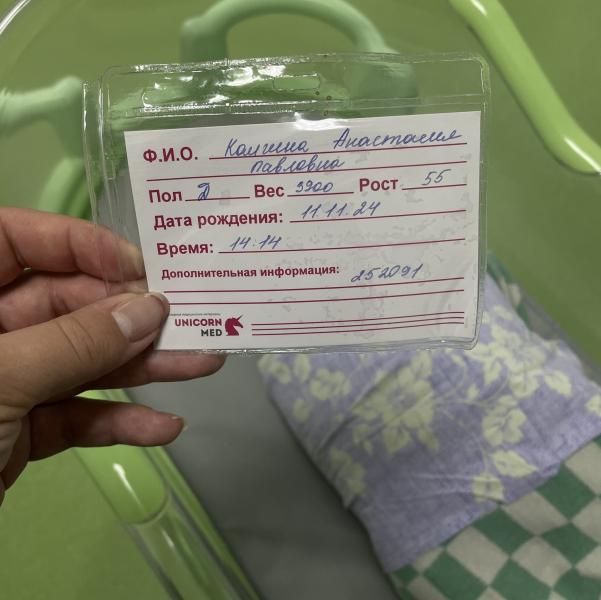 Ф.И.О. Калгина Анастасия
Павловна
Пол Д Вес 3900 Рост 55
Дата рождения: 11.11.24
Время: 14.14
Дополнительная информация: 252091
UNICORN
MED